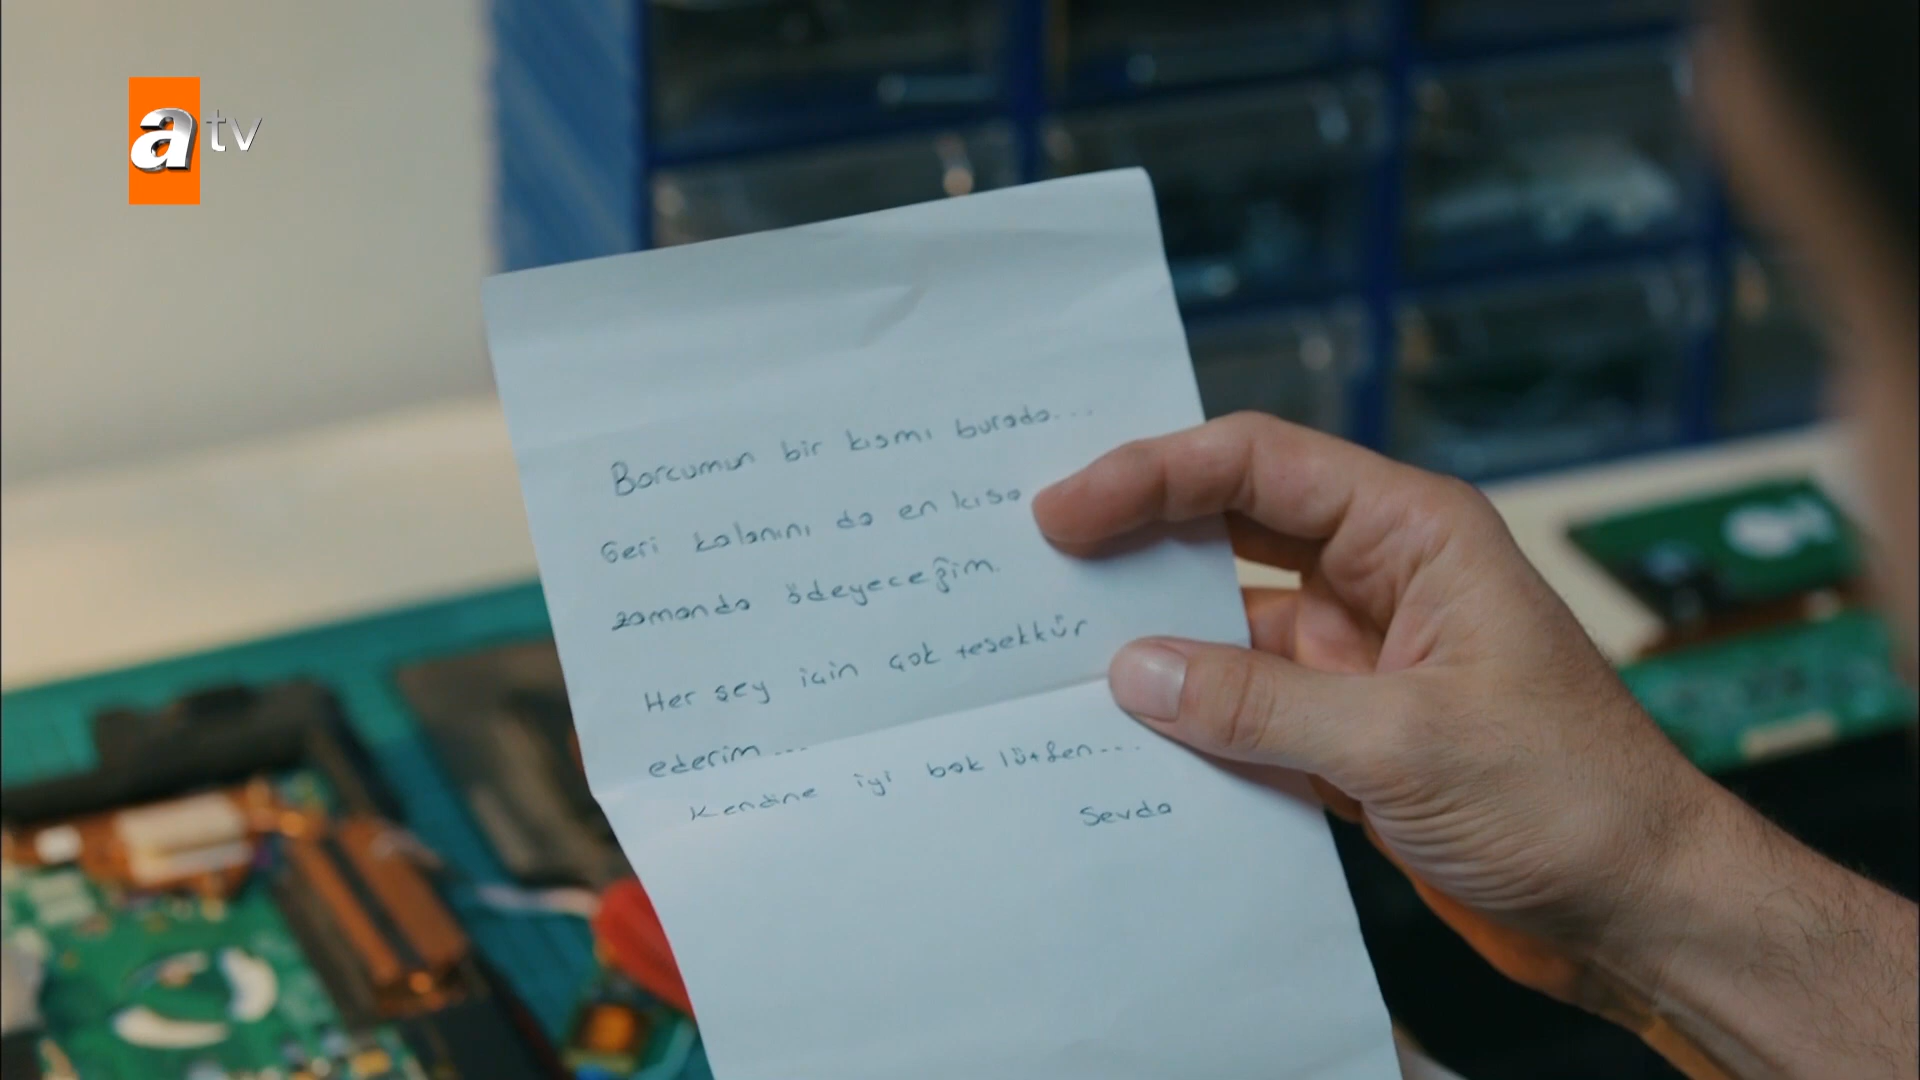 atv
Borcumun bir kısmı burada...
Geri kalanını da en kısa
zamanda ödeyeceğim.
Her şey için çok teşekkür
ederim...
Kendine iyi bak lütfen...
Sevda